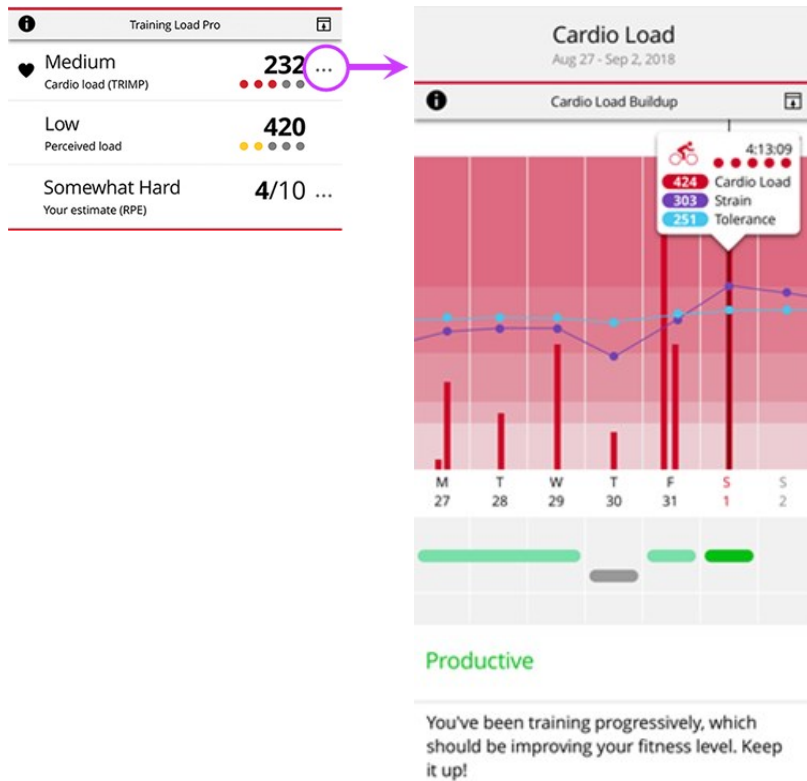 Training Load Pro
Medium
232 ...
Cardio load (TRIMP)
Low
420
Perceived load
Somewhat Hard
4/10 ...
Your estimate (RPE)
Cardio Load
Aug 27 - Sep 2, 2018
Cardio Load Buildup
4:13:09
424 Cardio Load
303 Strain
251 Tolerance
M T W T F S S
27 28 29 30 31 1 2
Productive
You've been training progressively, which
should be improving your fitness level. Keep
it up!